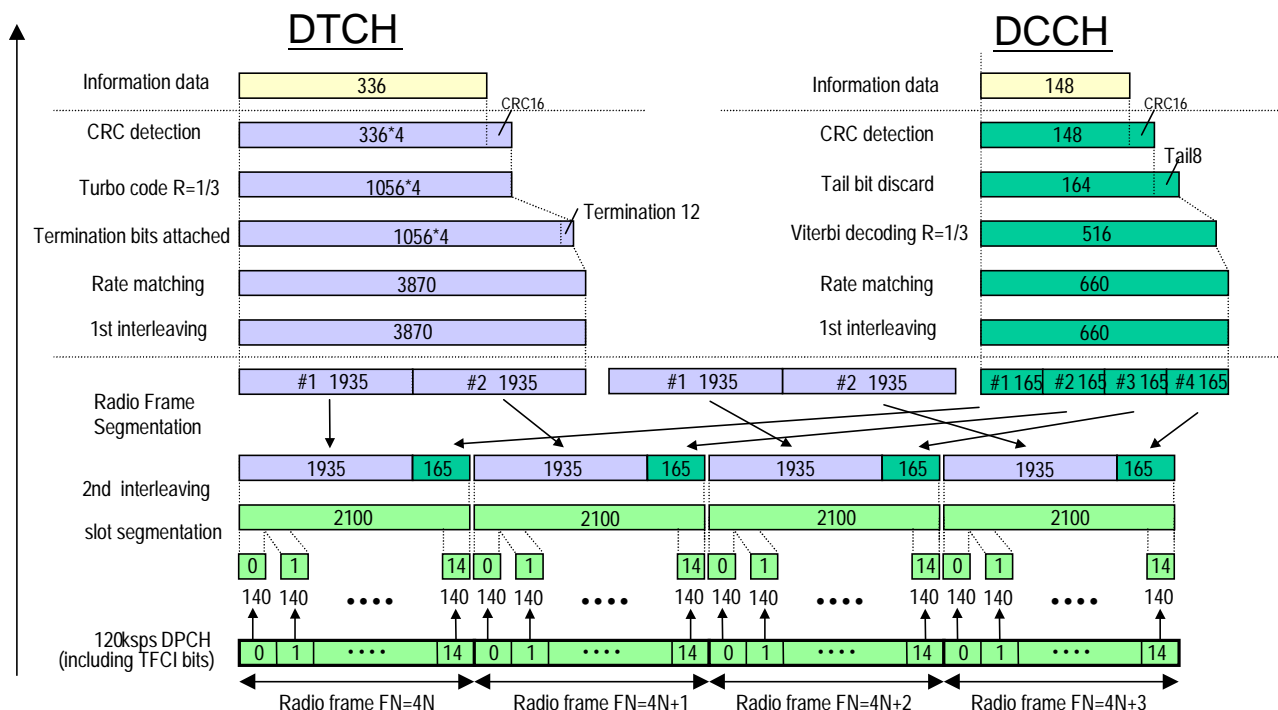 DTCH DCCH
Information data 336 Information data 148
CRC16 CRC16
CRC detection 336*4 CRC detection 148
Tail8
Turbo code R=1/3 1056*4 Tail bit discard 164
Termination 12
Termination bits attached 1056*4 Viterbi decoding R=1/3 516
Rate matching 3870 Rate matching 660
1st interleaving 3870 1st interleaving 660
#1 1935 #2 1935 #1 1935 #2 1935 #1 165 #2 165 #3 165 #4 165
Radio Frame
Segmentation
1935 165 1935 165 1935 165 1935 165
2nd interleaving
2100 2100 2100 2100
slot segmentation
0 1 14 0 1 14 0 1 14 0 1 14
140 140 •••• 140 140 140 •••• 140 140 140 •••• 140 140 140 •••• 140
120ksps DPCH
(including TFCI bits)
0 1 •••• 14 0 1 •••• 14 0 1 •••• 14 0 1 •••• 14
Radio frame FN=4N Radio frame FN=4N+1 Radio frame FN=4N+2 Radio frame FN=4N+3